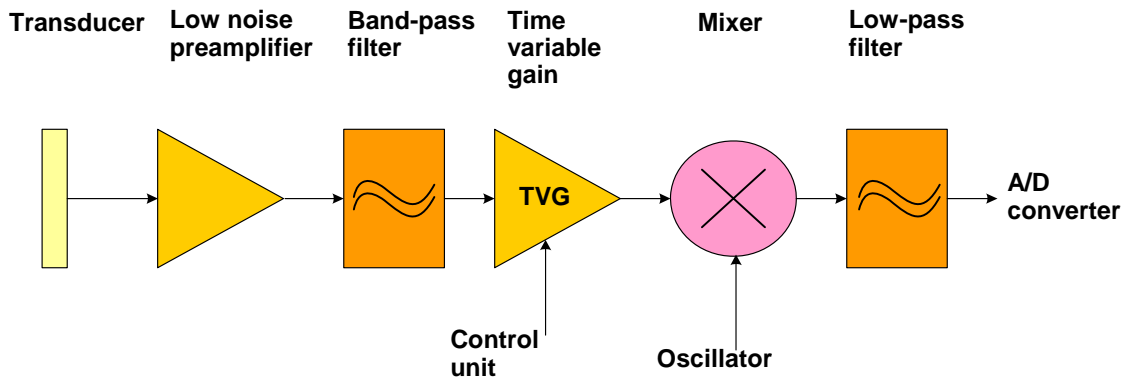 Transducer
Low noise
preamplifier
Band-pass
filter
Time
variable
gain
Mixer
Low-pass
filter
TVG
A/D
converter
Control
unit
Oscillator